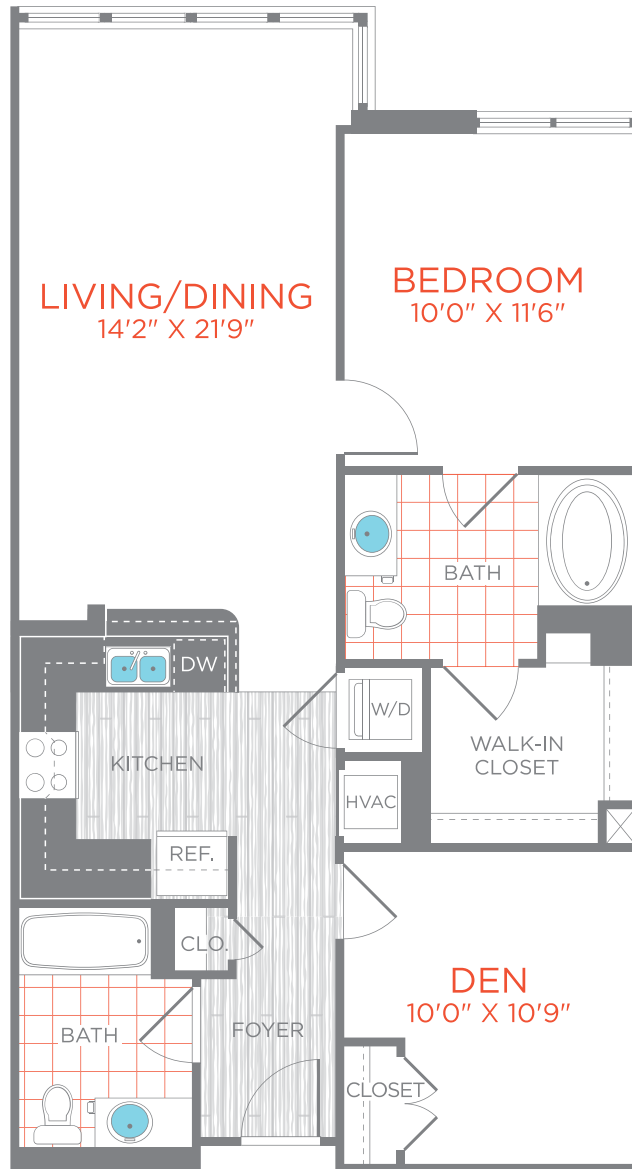 LIVING/DINING
14'2" X 21'9"
BEDROOM
10'0" X 11'6"
BATH
DW
W/D
KITCHEN
WALK-IN
CLOSET
HVAC
REF.
CLO.
DEN
10'0" X 10'9"
FOYER
BATH
CLOSET